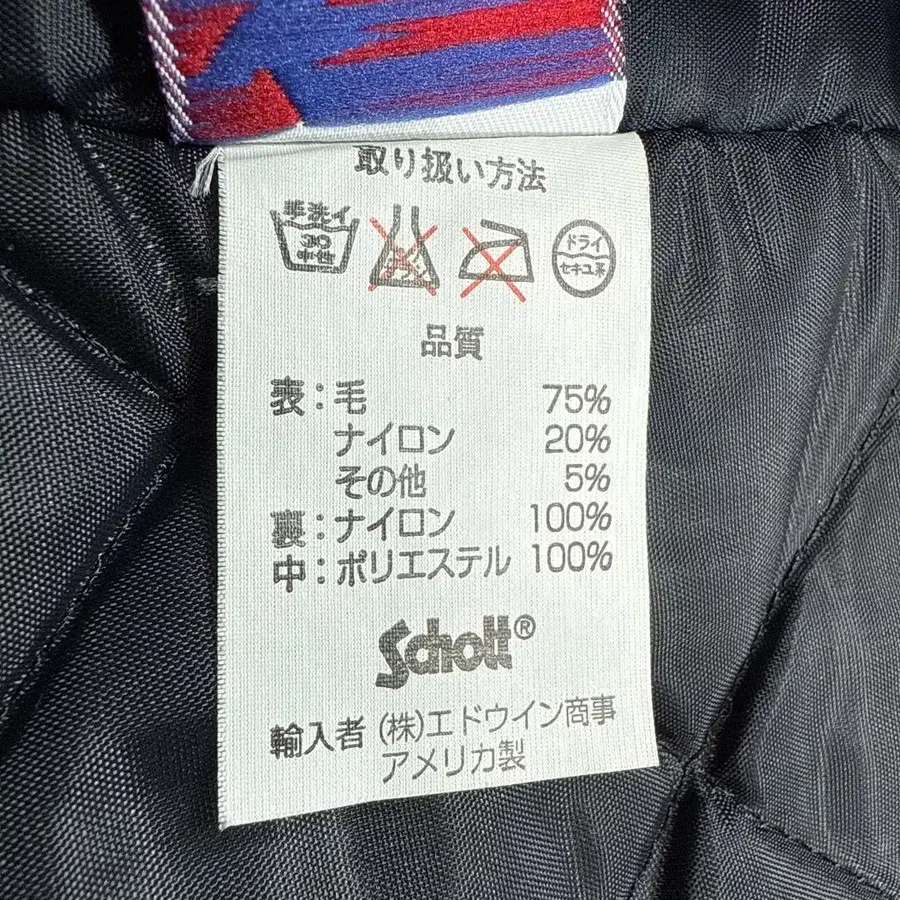 取り扱い方法
手洗イ
30
中性
ドライ
セキユ系
品質
表:毛 75%
ナイロン 20%
その他 5%
裏:ナイロン 100%
中:ポリエステル 100%
Schott®
輸入者 (株)エドウイン商事
アメリカ製